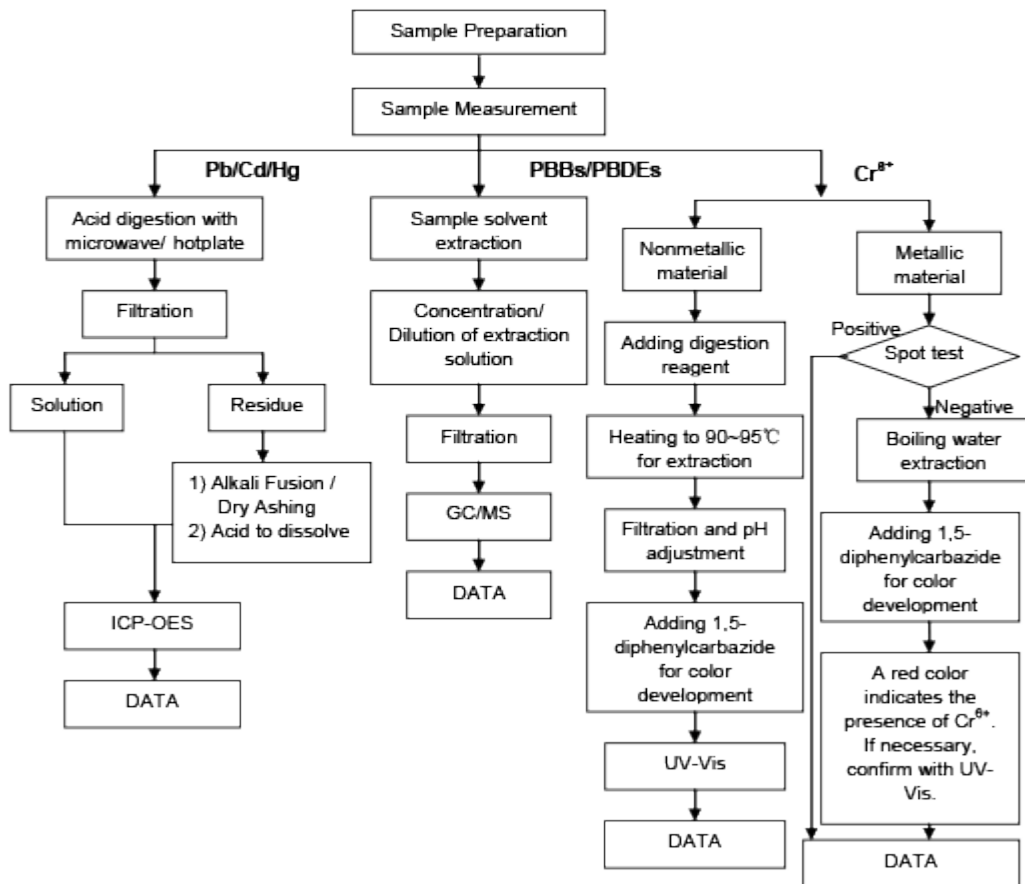 Sample Preparation
Sample Measurement
Pb/Cd/Hg
PBBs/PBDEs
Cr⁶⁺
Acid digestion with
microwave/ hotplate
Filtration
Solution
Residue
1) Alkali Fusion /
Dry Ashing
2) Acid to dissolve
ICP-OES
DATA
Sample solvent
extraction
Concentration/
Dilution of extraction
solution
Filtration
GC/MS
DATA
Nonmetallic
material
Adding digestion
reagent
Heating to 90~95℃
for extraction
Filtration and pH
adjustment
Adding 1,5-
diphenylcarbazide
for color
development
UV-Vis
DATA
Metallic
material
Positive
Spot test
Negative
Boiling water
extraction
Adding 1,5-
diphenylcarbazide
for color
development
A red color
indicates the
presence of Cr⁶⁺.
If necessary,
confirm with UV-
Vis.
DATA